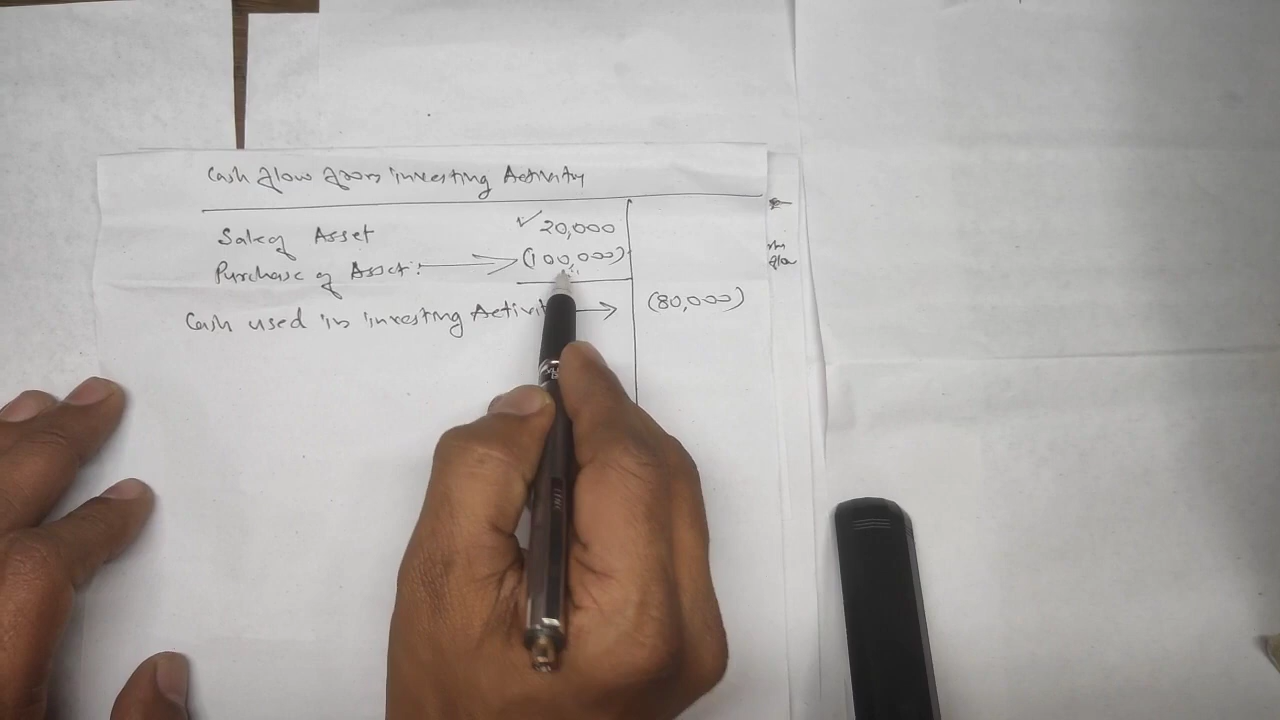 Cash flow from investing Activity
Sale of Asset ✓20,000
Purchase of Asset: → (100,000)
Cash used in investing Activit → (80,000)